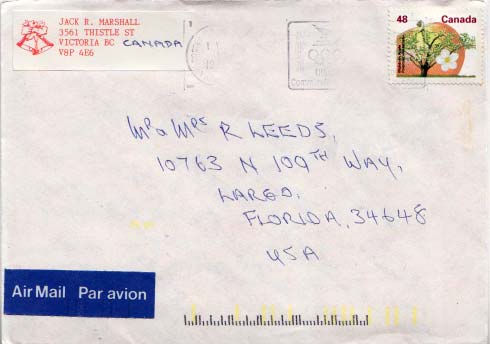 JACK R. MARSHALL
3561 THISTLE ST
VICTORIA BC CANADA
V8P 4E6
48 Canada
Mr & Mrs R LEEDS,
10763 N 109TH WAY,
LARGO,
FLORIDA, 34648
USA
Air Mail Par avion